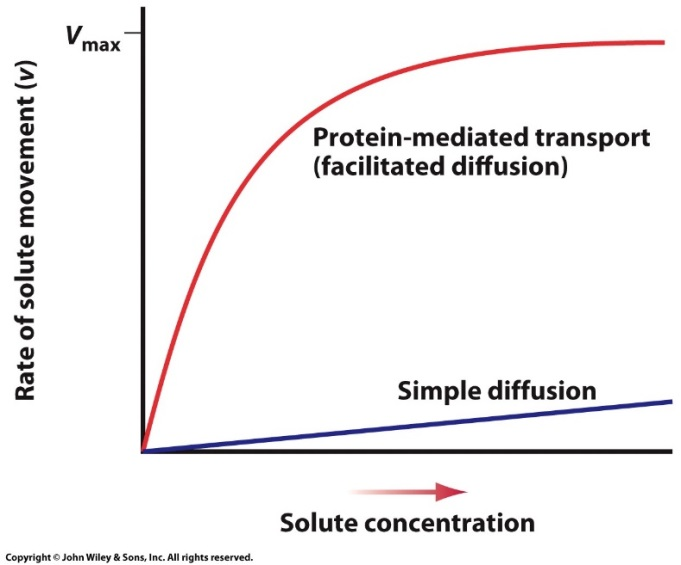 Vmax
Rate of solute movement (v)
Protein-mediated transport
(facilitated diffusion)
Simple diffusion
Solute concentration
Copyright © John Wiley & Sons, Inc. All rights reserved.